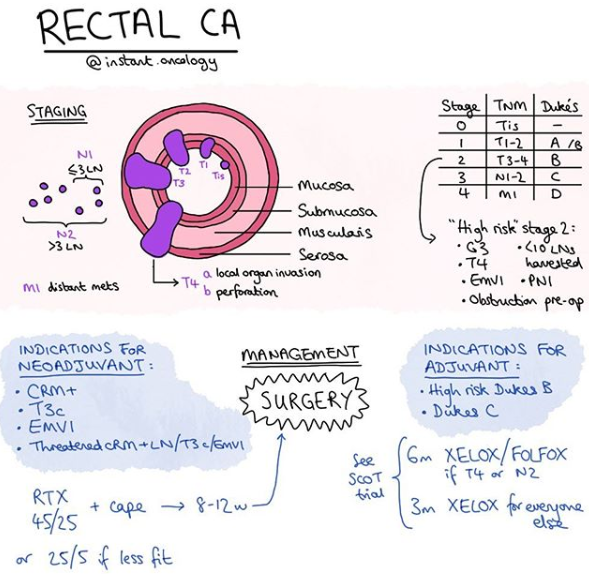 RECTAL CA
@instant.oncology
STAGING
N1
≤3LN
N2
>3LN
M1 distant mets
T3
T2
T1
Tis
Mucosa
Submucosa
Muscularis
Serosa
T4 a local organ invasion
b perforation
Stage TNM Duke's
0 Tis –
1 T1-2 A/B
2 T3-4 B
3 N1-2 C
4 M1 D
"High risk" stage 2:
• G3
• T4
• EMVI
• <10 LNs
harvested
• PNI
• Obstruction pre-op
INDICATIONS FOR
NEOADJUVANT:
• CRM+
• T3c
• EMVI
• Threatened CRM+LN/T3c/EMVI
RTX
45/25
+ cape → 8-12w
or 25/5 if less fit
MANAGEMENT
SURGERY
INDICATIONS FOR
ADJUVANT:
• High risk Dukes B
• Dukes C
See
SCOT
trial
6m XELOX/FOLFOX
if T4 or N2
3m XELOX for everyone
else